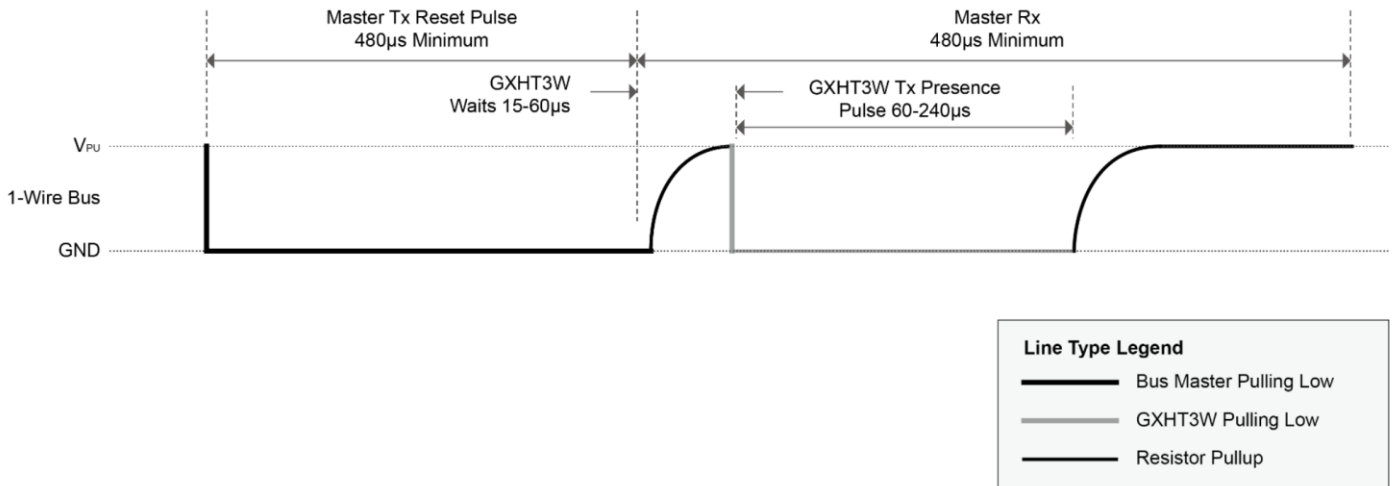 Master Tx Reset Pulse
480µs Minimum
Master Rx
480µs Minimum
GXHT3W
Waits 15-60µs
GXHT3W Tx Presence
Pulse 60-240µs
VPU
1-Wire Bus
GND
Line Type Legend
Bus Master Pulling Low
GXHT3W Pulling Low
Resistor Pullup